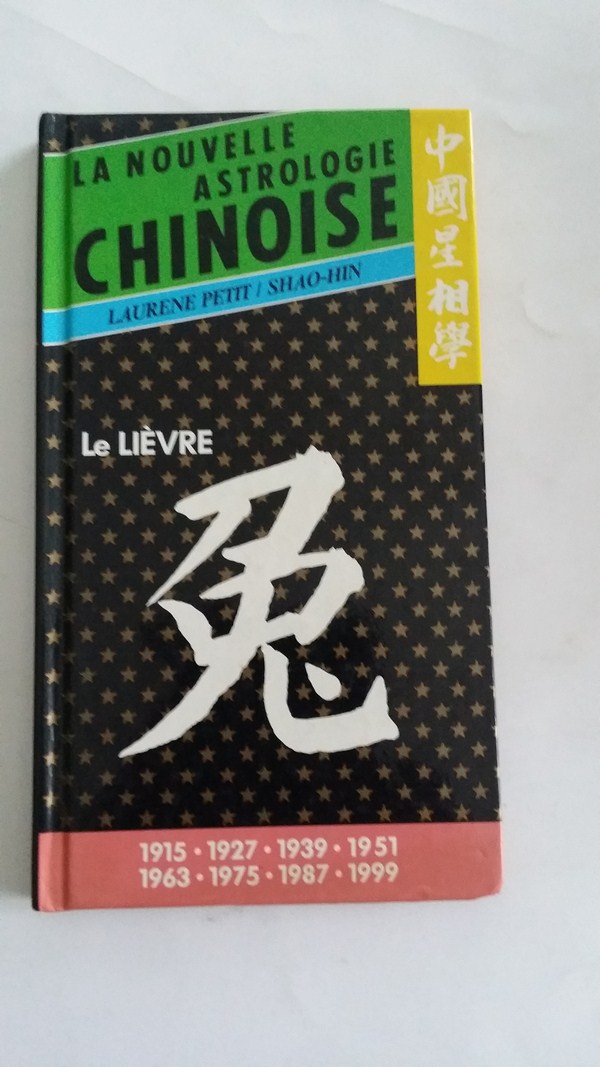 LA NOUVELLE
ASTROLOGIE
CHINOISE
LAURENE PETIT / SHAO-HIN
中國星相學
Le LIÈVRE
兔
1915 • 1927 • 1939 • 1951
1963 • 1975 • 1987 • 1999